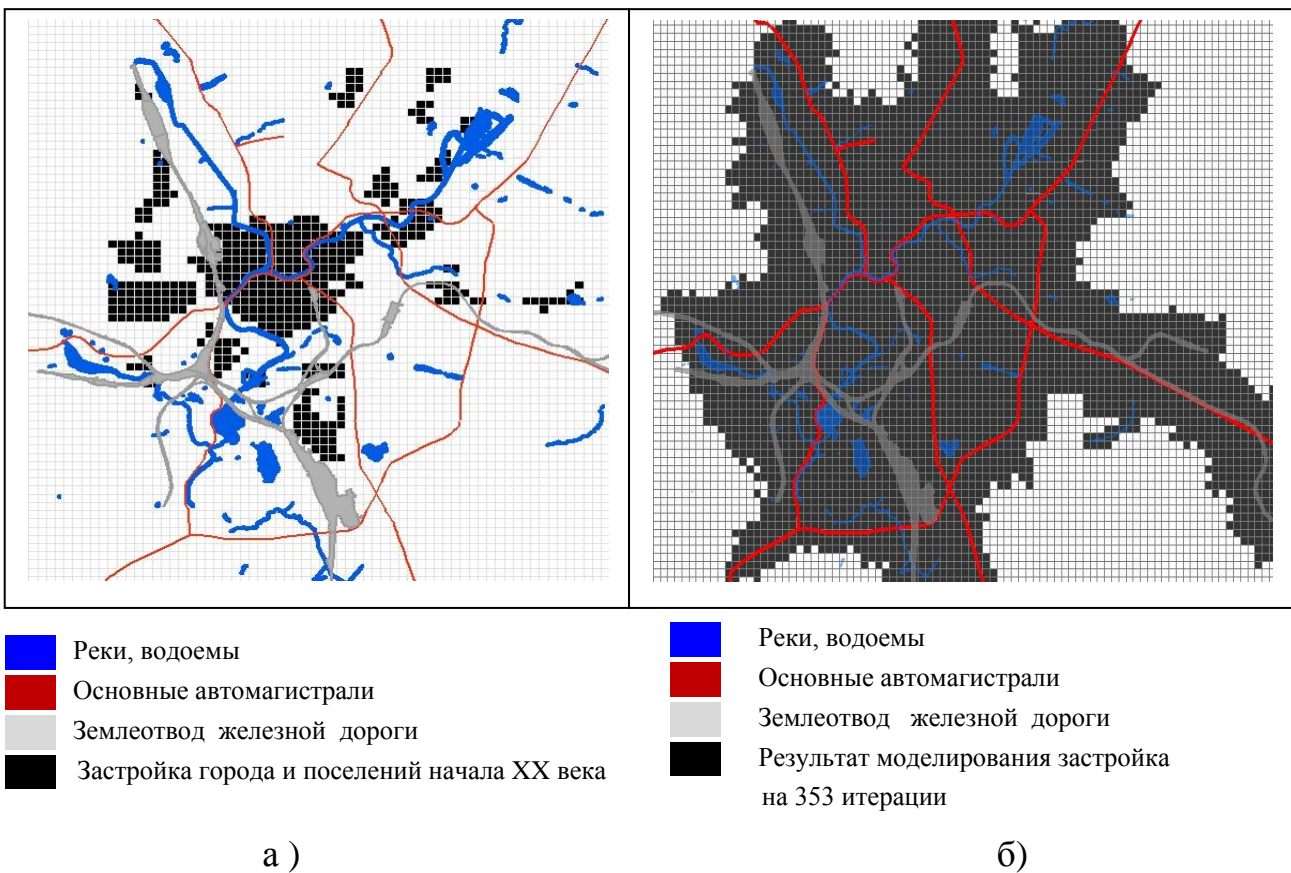 Реки, водоемы
Основные автомагистрали
Землеотвод железной дороги
Застройка города и поселений начала XX века
а )
Реки, водоемы
Основные автомагистрали
Землеотвод железной дороги
Результат моделирования застройка
на 353 итерации
б)